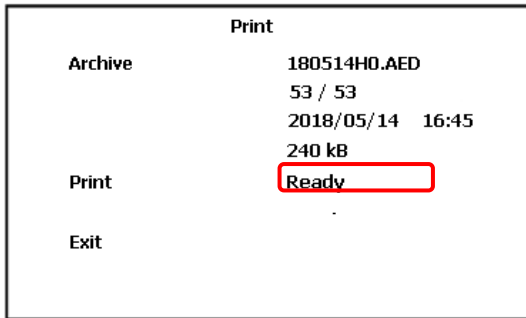 Print
Archive 180514H0.AED
53 / 53
2018/05/14 16:45
240 kB
Print Ready
.
Exit